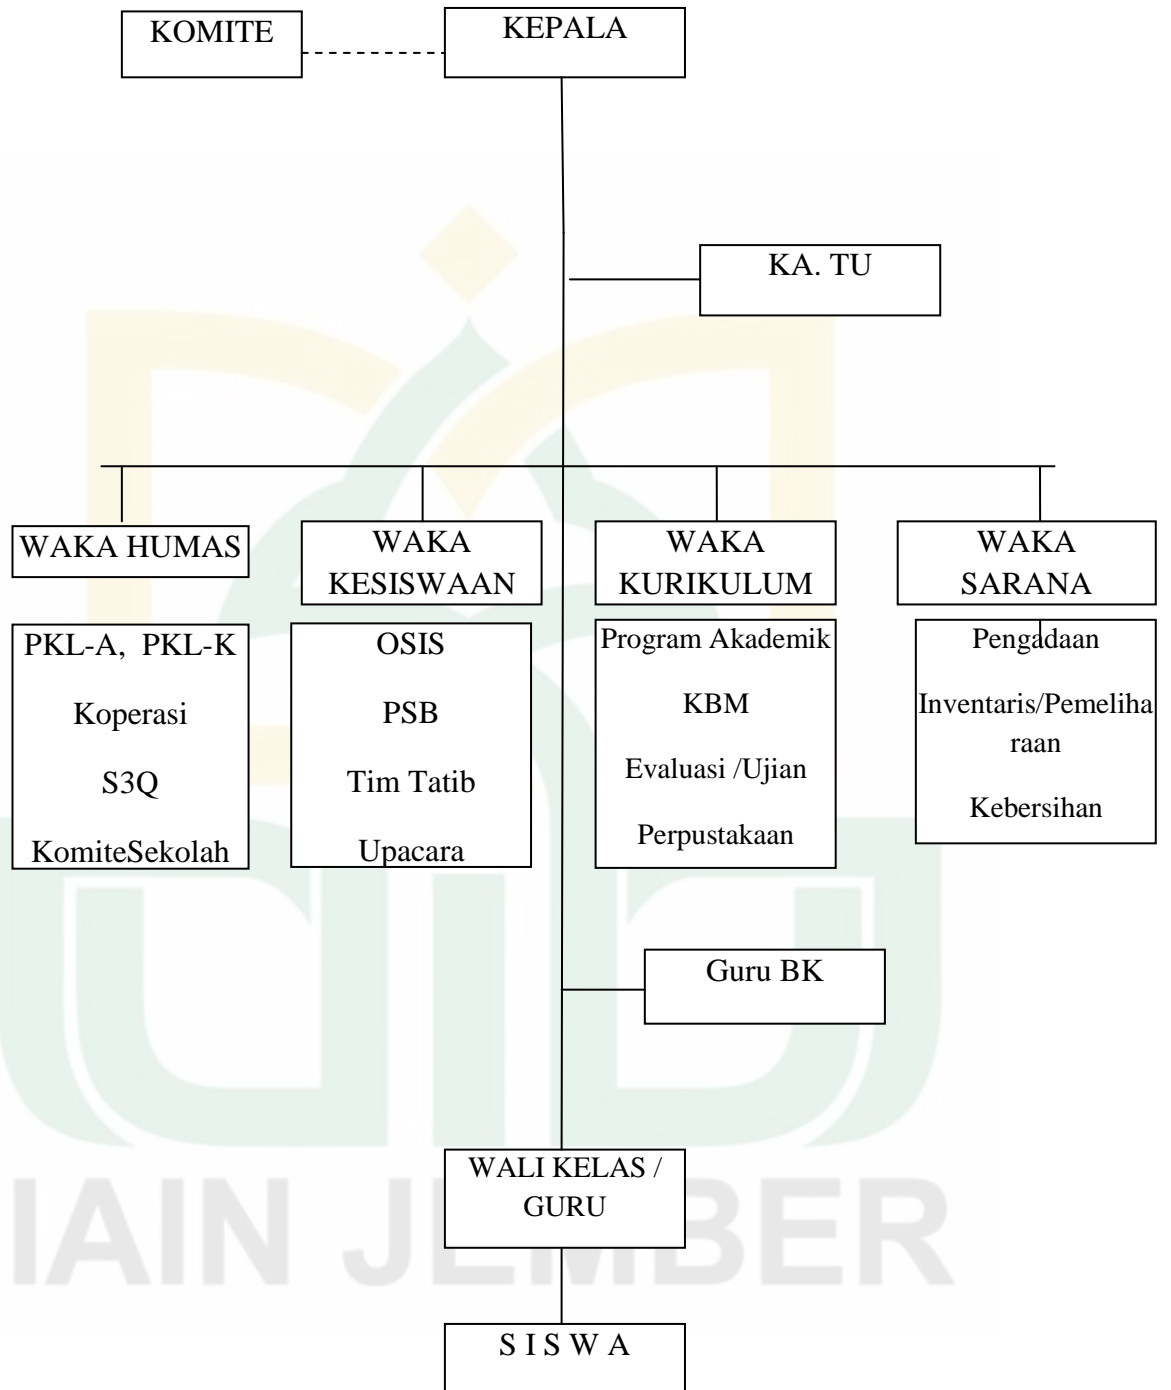 KOMITE
KEPALA
KA. TU
WAKA HUMAS
WAKA
KESISWAAN
WAKA
KURIKULUM
WAKA
SARANA
PKL-A, PKL-K
Koperasi
S3Q
KomiteSekolah
OSIS
PSB
Tim Tatib
Upacara
Program Akademik
KBM
Evaluasi /Ujian
Perpustakaan
Pengadaan
Inventaris/Pemeliha
raan
Kebersihan
Guru BK
WALI KELAS /
GURU
IAIN JEMBER
S I S W A